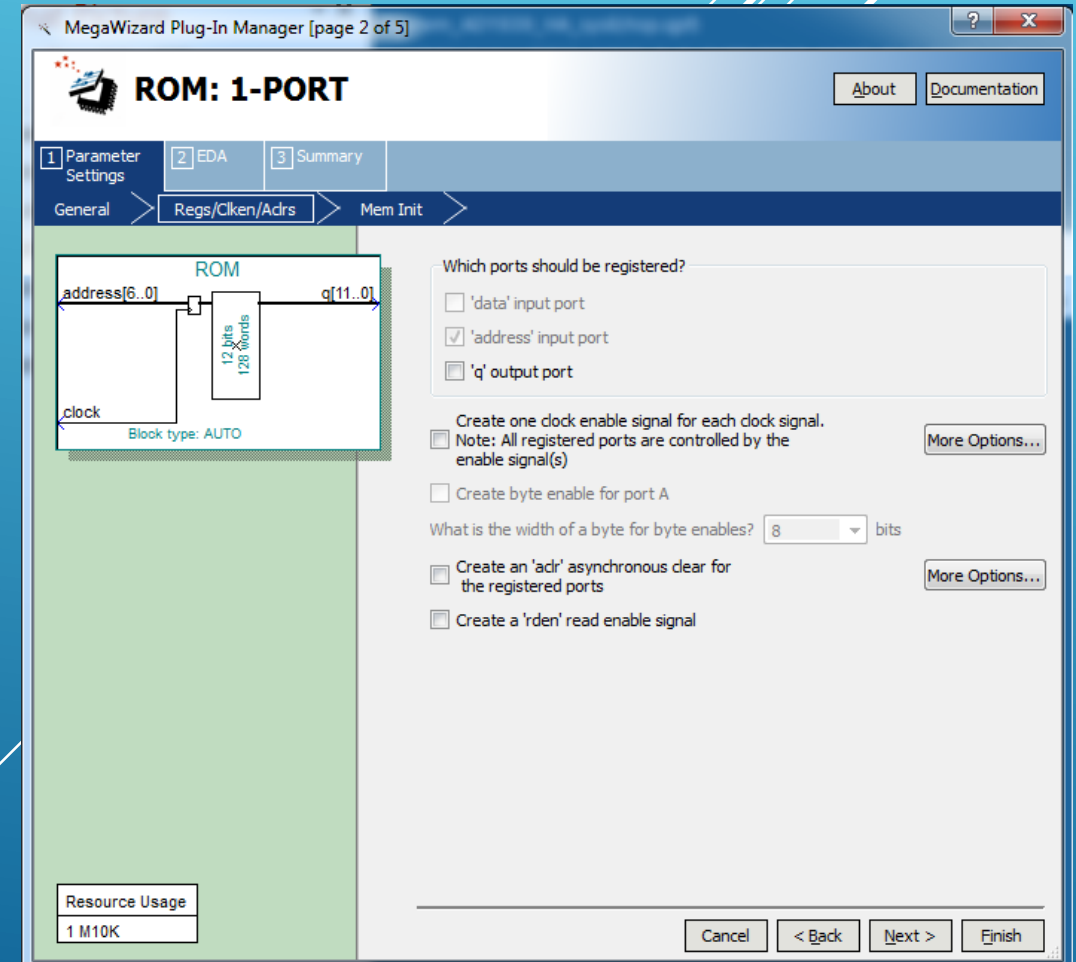 MegaWizard Plug-In Manager [page 2 of 5]
? X
ROM: 1-PORT
About
Documentation
1 Parameter Settings
2 EDA
3 Summary
General
Regs/Clken/Aclrs
Mem Init
ROM
address[6..0]
q[11..0]
12 bits
128 words
clock
Block type: AUTO
Which ports should be registered?
'data' input port
'address' input port
'q' output port
Create one clock enable signal for each clock signal.
Note: All registered ports are controlled by the
enable signal(s)
More Options...
Create byte enable for port A
What is the width of a byte for byte enables? 8 bits
Create an 'aclr' asynchronous clear for
the registered ports
More Options...
Create a 'rden' read enable signal
Resource Usage
1 M10K
Cancel
< Back
Next >
Finish